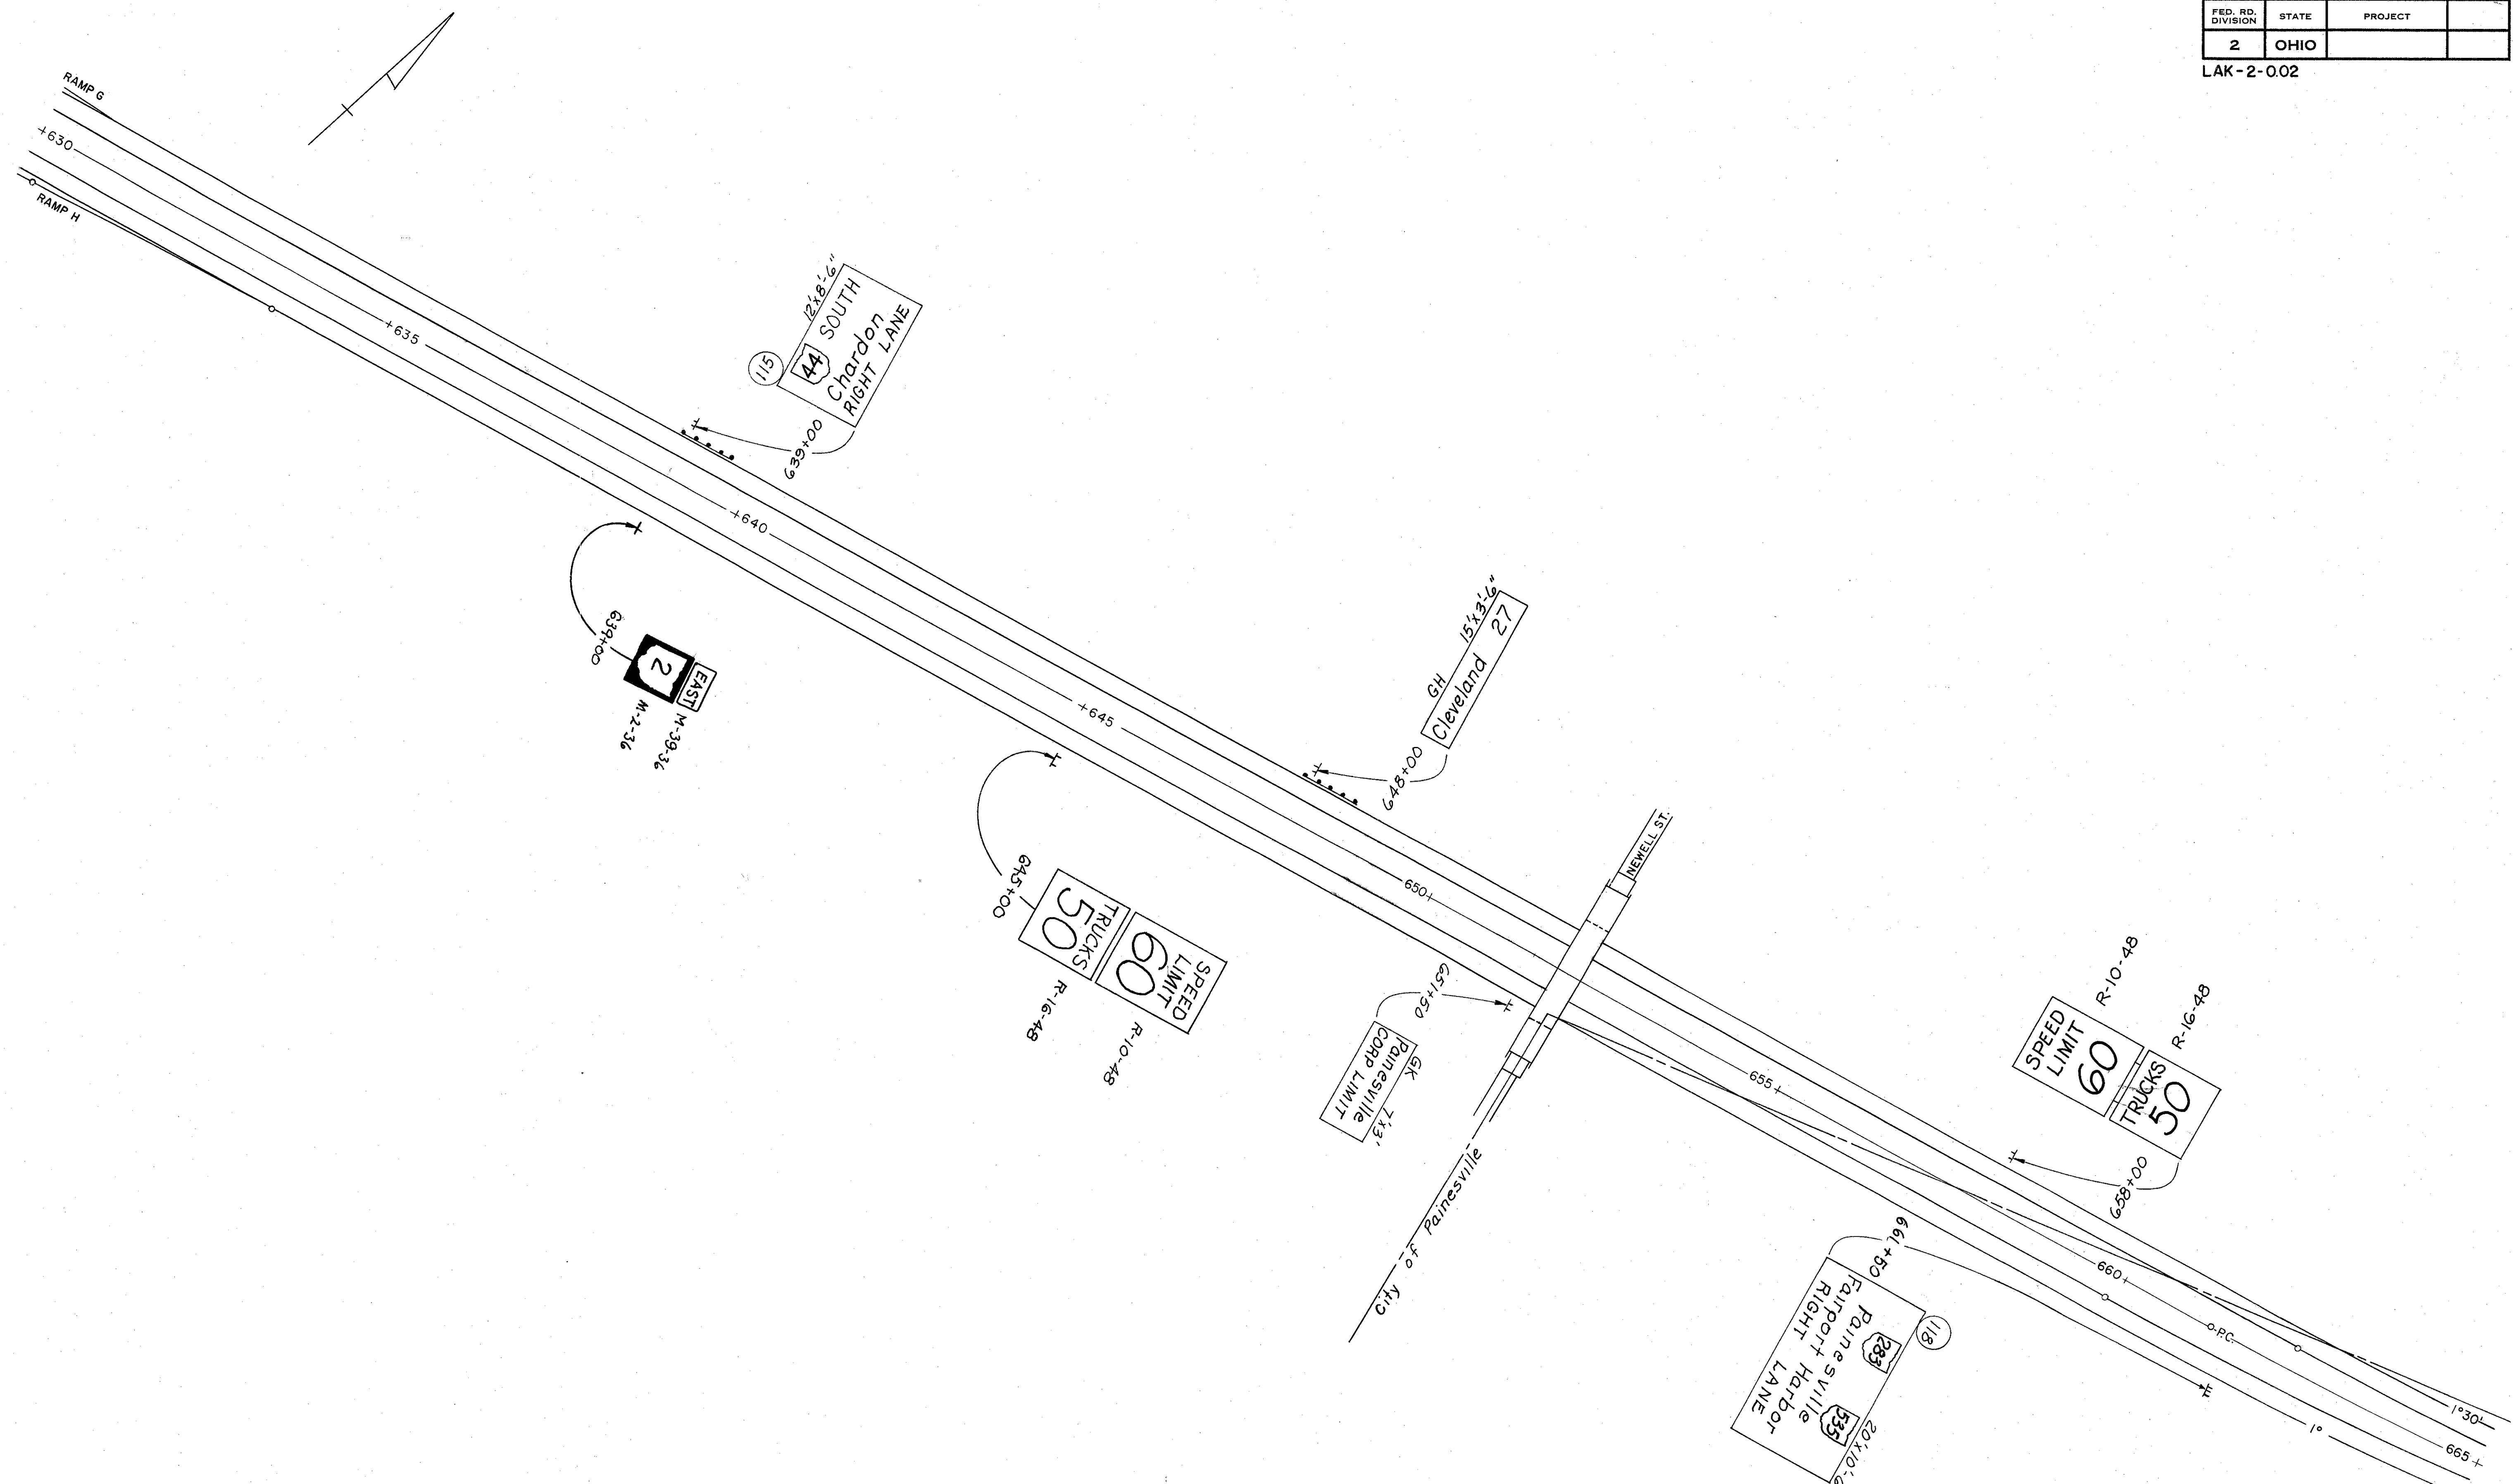 FED. RD. DIVISION STATE PROJECT
2 OHIO
LAK-2-0.02
RAMP G
+630
RAMP H
+635
12'x8'-6"
115
44 SOUTH
Chardon
RIGHT LANE
639+00
+640
639+00
EAST
2
M-39-36
M-2-36
+645
GH 15'x3'-6"
Cleveland 27
648+00
645+00
SPEED
LIMIT
60
TRUCKS
50
R-10-48
R-16-48
650+
NEWELL ST.
651+50
GK 7'x3'
Painesville
CORP LIMIT
City of Painesville
655+
R-10-48
SPEED
LIMIT
60
R-16-48
TRUCKS
50
658+00
661+50
118
20'x10'-6
283 535
Painesville
Fairport Harbor
RIGHT LANE
660+
P.C.
1°30'
1°
665+